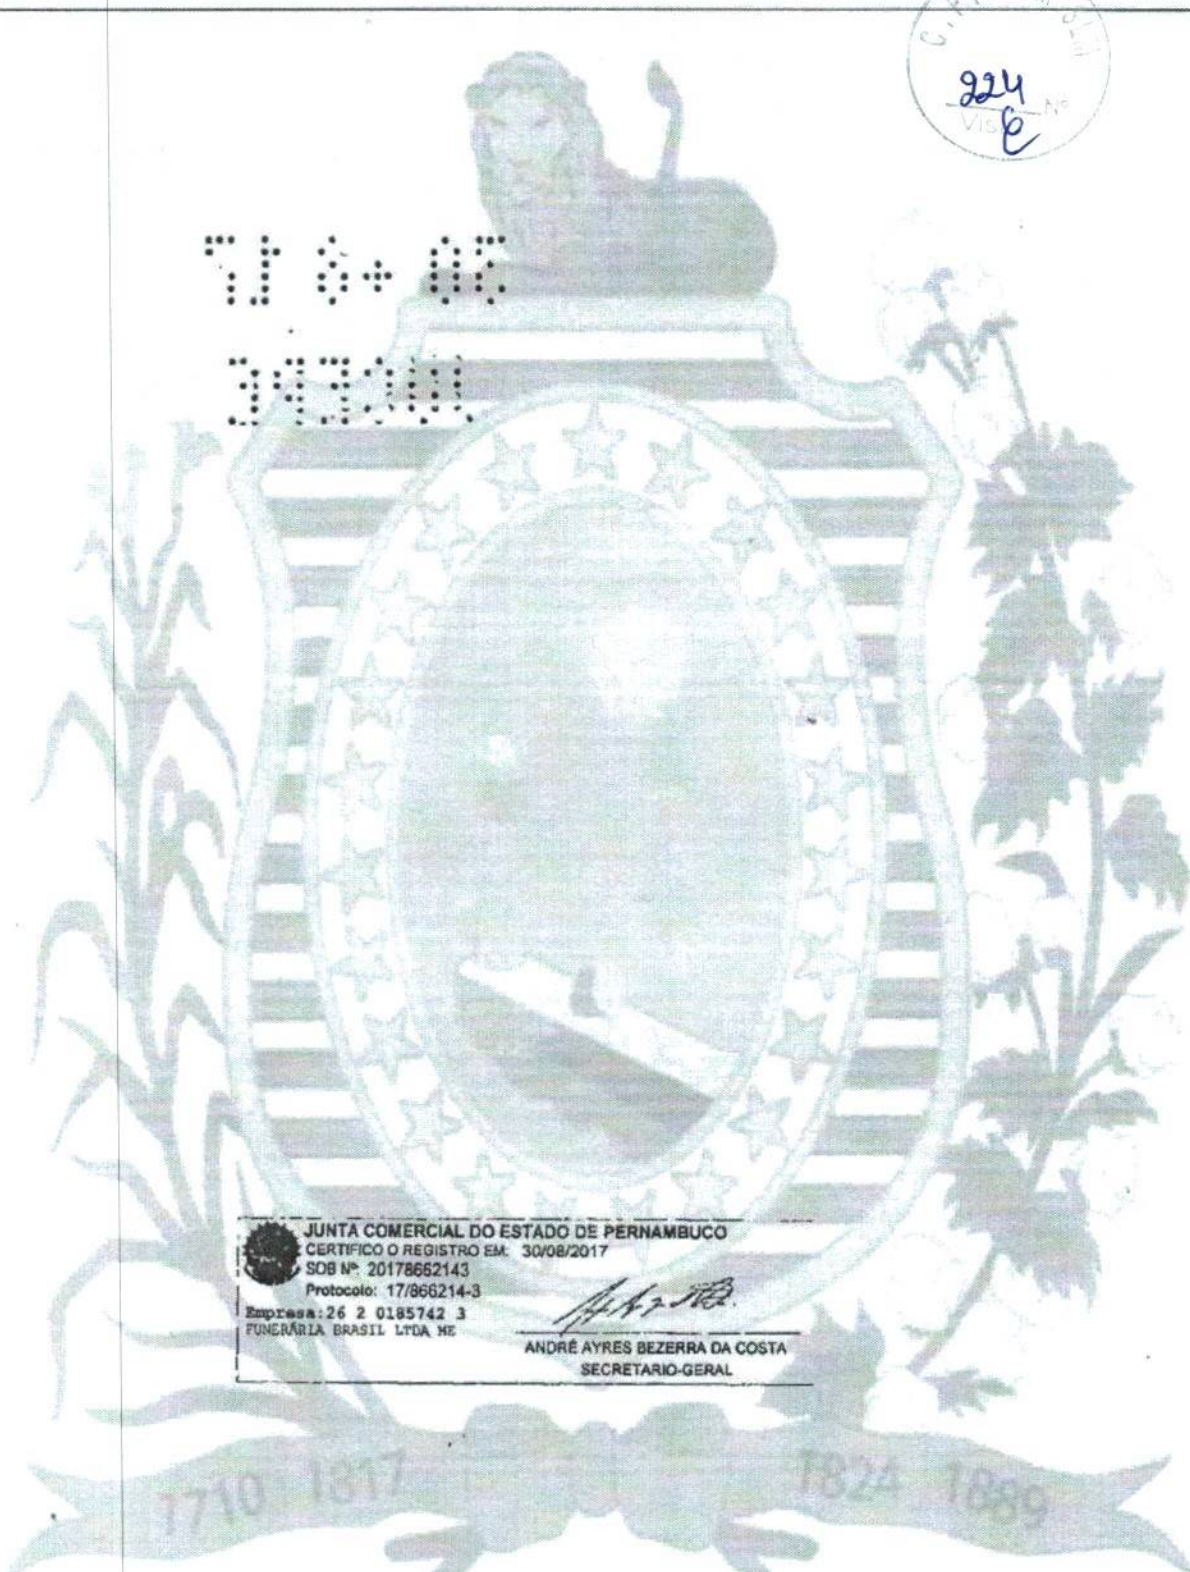 224
Nº
JUNTA COMERCIAL DO ESTADO DE PERNAMBUCO
CERTIFICO O REGISTRO EM: 30/08/2017
SOB Nº: 20178662143
Protocolo: 17/866214-3
Empresa:26 2 0185742 3
FUNERÁRIA BRASIL LTDA ME
ANDRÉ AYRES BEZERRA DA COSTA
SECRETARIO-GERAL
1710 1817 1824 1889